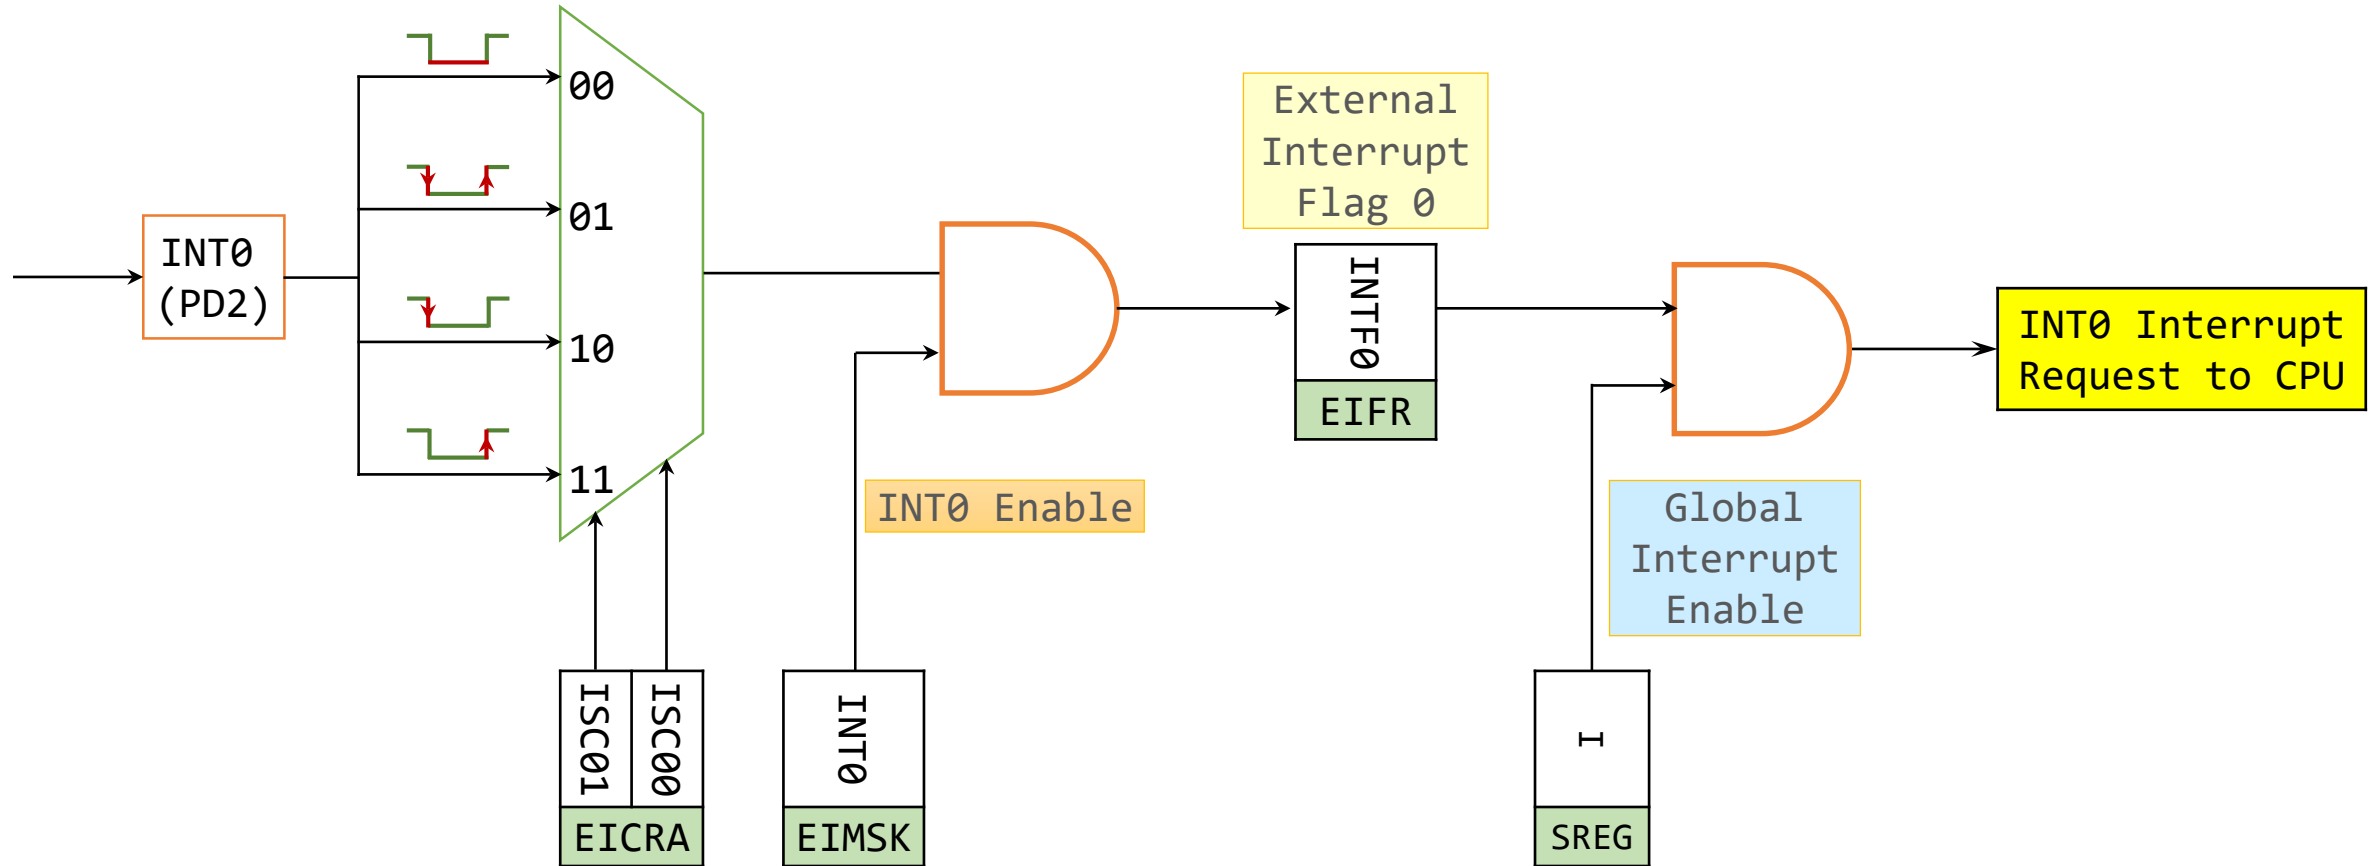 00
External
Interrupt
Flag 0
01
INT0
(PD2)
INTF0
INT0 Interrupt
Request to CPU
10
EIFR
11
INT0 Enable
Global
Interrupt
Enable
ISC01
ISC00
INT0
I
EICRA
EIMSK
SREG